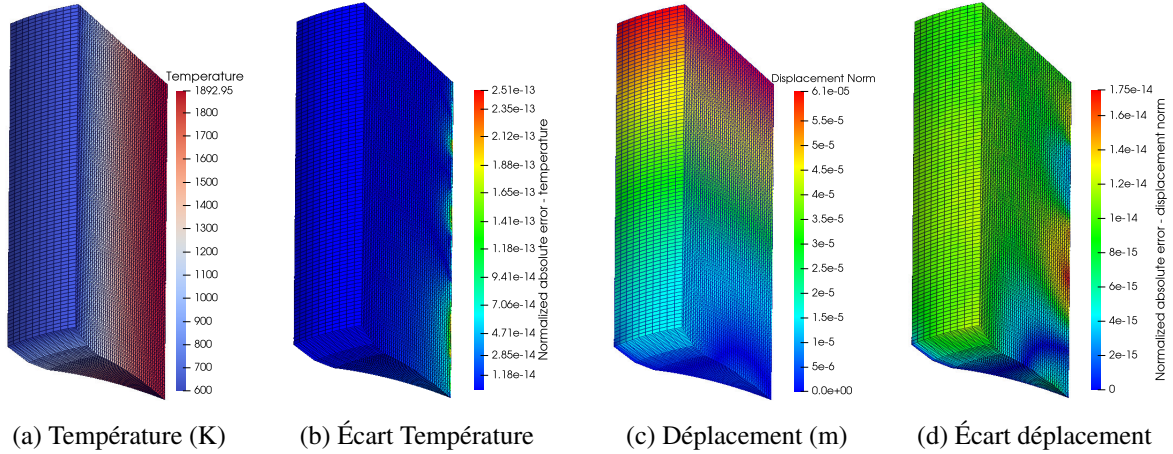 Temperature
1892.95
1800
1700
1600
1500
1400
1300
1200
1100
1000
900
800
700
600
2.51e-13
2.35e-13
2.12e-13
1.88e-13
1.65e-13
1.41e-13
1.18e-13
9.41e-14
7.06e-14
4.71e-14
2.85e-14
1.18e-14
Normalized absolute error - temperature
Displacement Norm
6.1e-05
5.5e-5
5e-5
4.5e-5
4e-5
3.5e-5
3e-5
2.5e-5
2e-5
1.5e-5
1e-5
5e-6
0.0e+00
1.75e-14
1.6e-14
1.4e-14
1.2e-14
1e-14
8e-15
6e-15
4e-15
2e-15
0
Normalized absolute error - displacement norm
(a) Température (K)
(b) Écart Température
(c) Déplacement (m)
(d) Écart déplacement